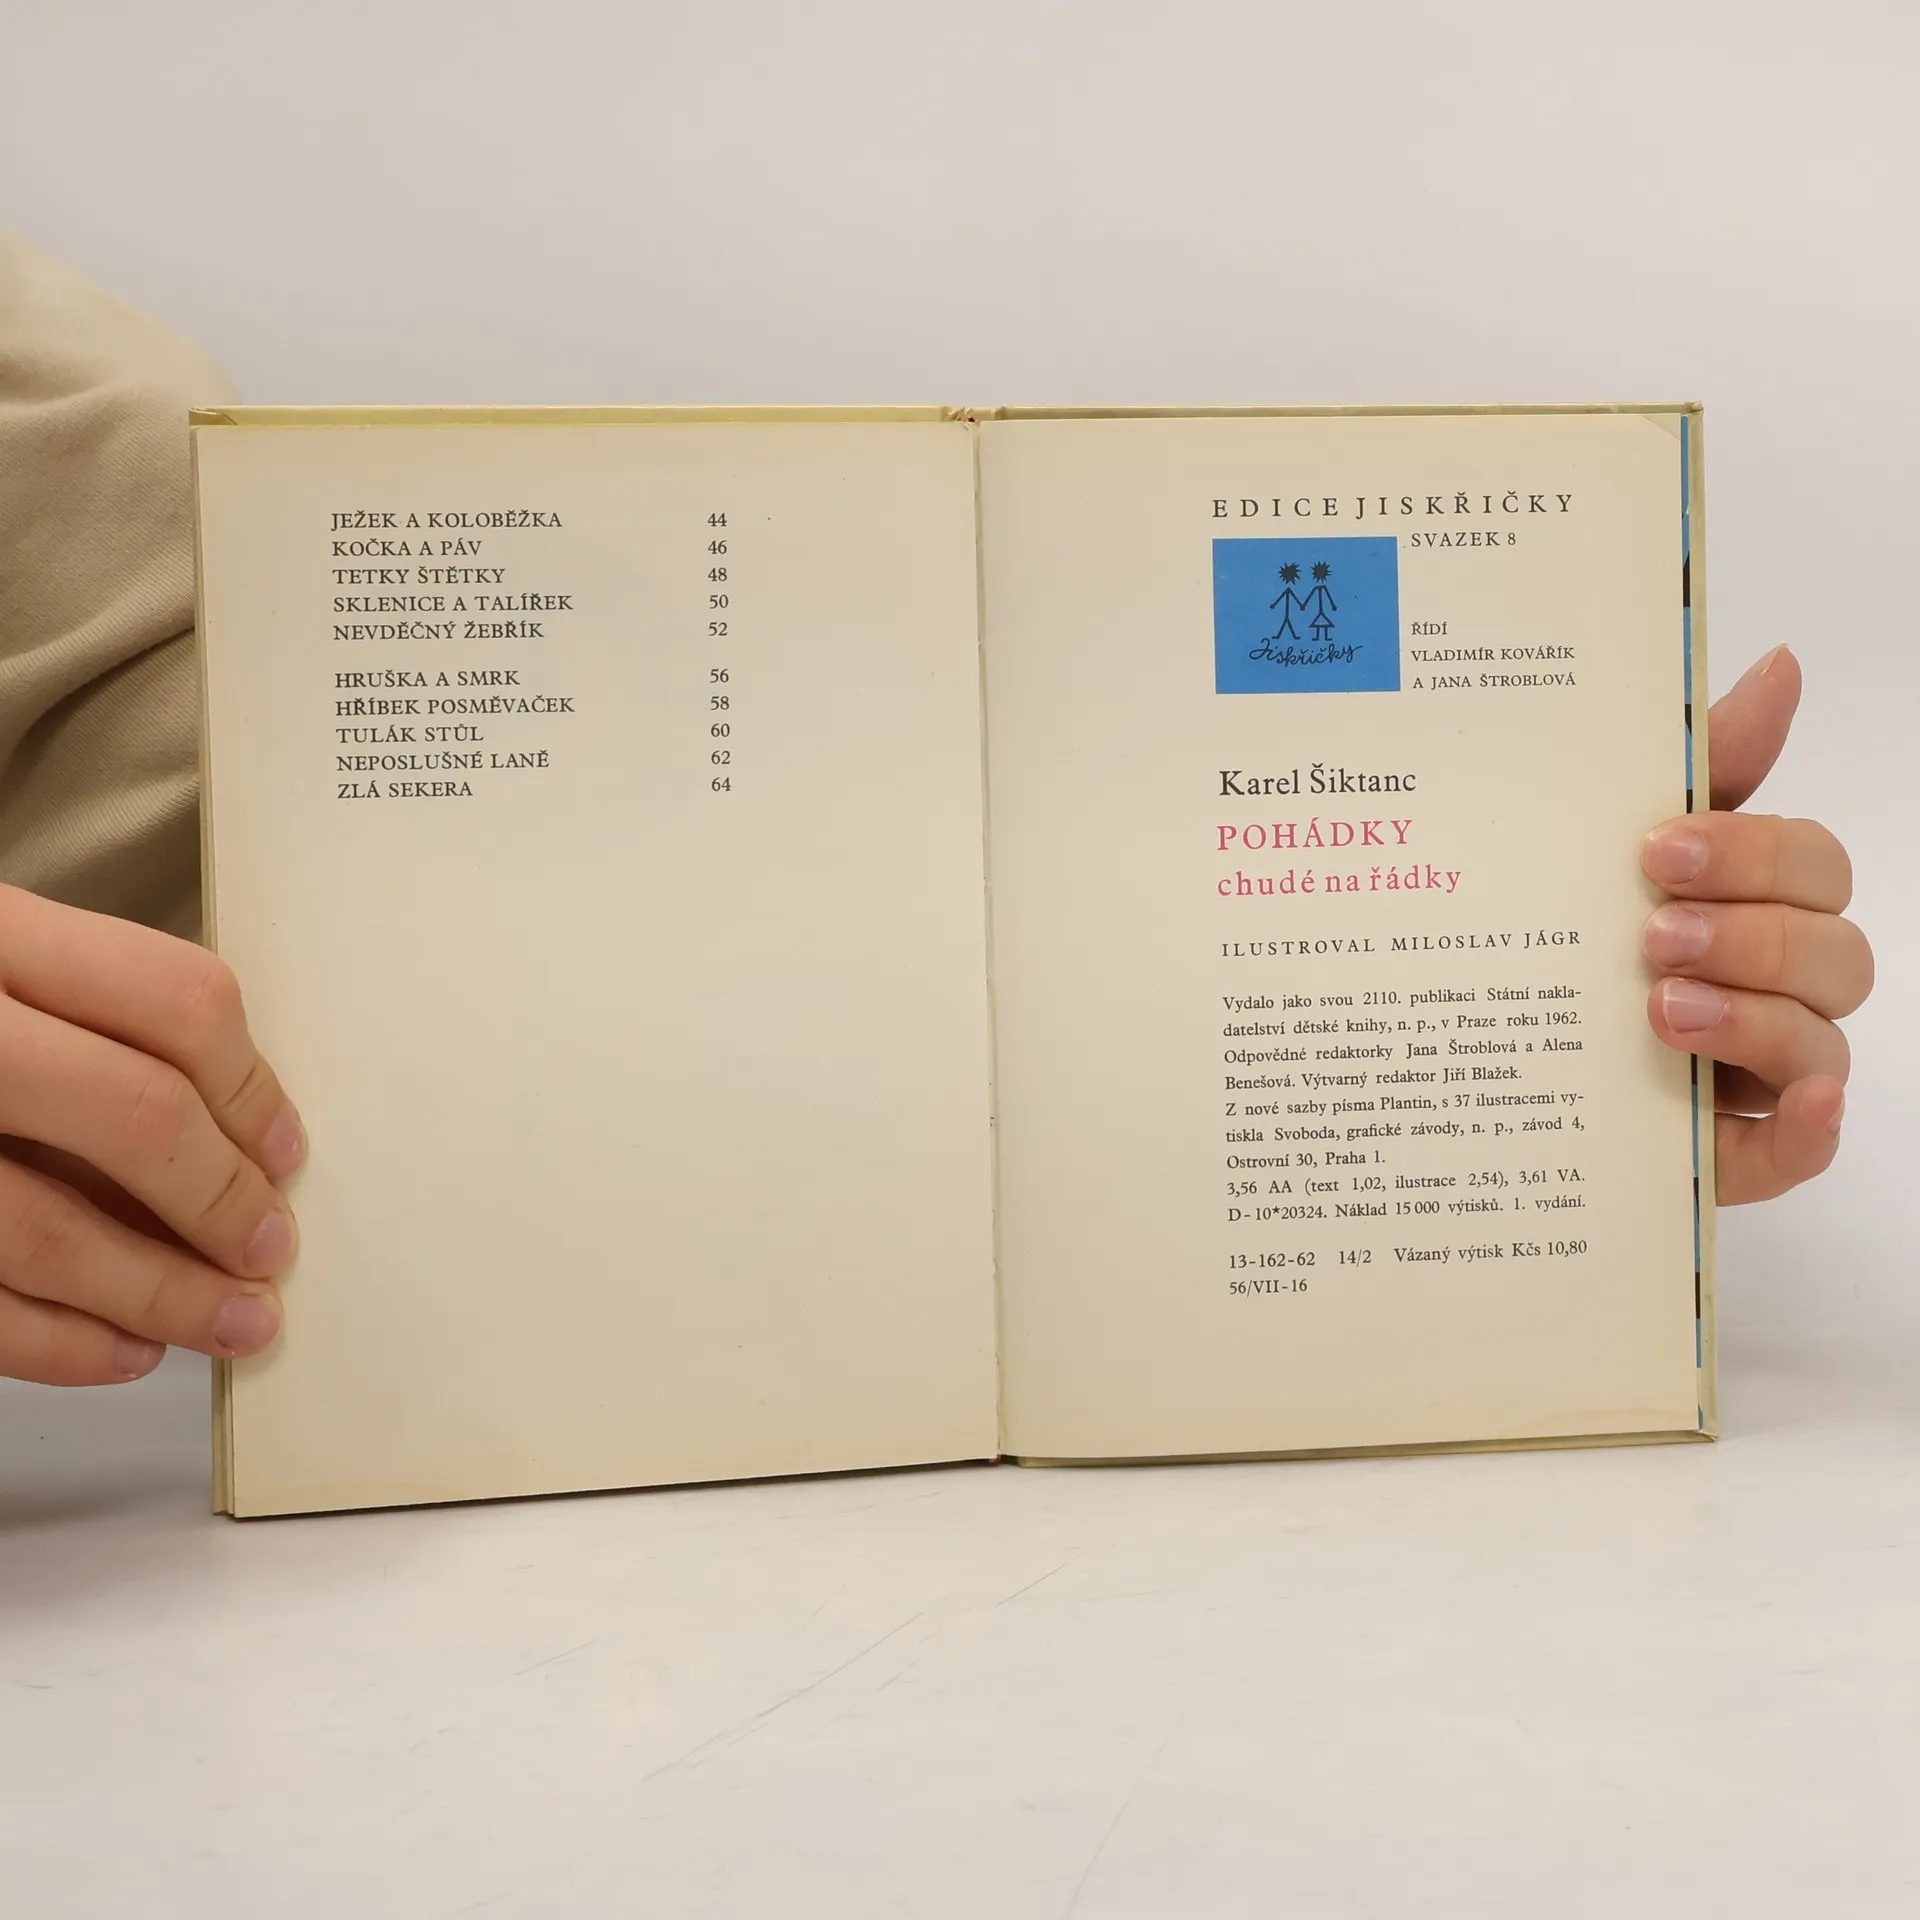 JEŽEK A KOLOBĚŽKA 44
KOČKA A PÁV 46
TETKY ŠTĚTKY 48
SKLENICE A TALÍŘEK 50
NEVDĚČNÝ ŽEBŘÍK 52
HRUŠKA A SMRK 56
HŘÍBEK POSMĚVAČEK 58
TULÁK STŮL 60
NEPOSLUŠNÉ LANĚ 62
ZLÁ SEKERA 64
EDICE JISKŘIČKY
SVAZEK 8
Jiskřičky
ŘÍDÍ
VLADIMÍR KOVÁŘÍK
A JANA ŠTROBLOVÁ
Karel Šiktanc
POHÁDKY
chudé na řádky
ILUSTROVAL MILOSLAV JÁGR
Vydalo jako svou 2110. publikaci Státní nakla-
datelství dětské knihy, n. p., v Praze roku 1962.
Odpovědné redaktorky Jana Štroblová a Alena
Benešová. Výtvarný redaktor Jiří Blažek.
Z nové sazby písma Plantin, s 37 ilustracemi vy-
tiskla Svoboda, grafické závody, n. p., závod 4,
Ostrovní 30, Praha 1.
3,56 AA (text 1,02, ilustrace 2,54), 3,61 VA.
D-10*20324. Náklad 15 000 výtisků. 1. vydání.
13-162-62 14/2 Vázaný výtisk Kčs 10,80
56/VII-16